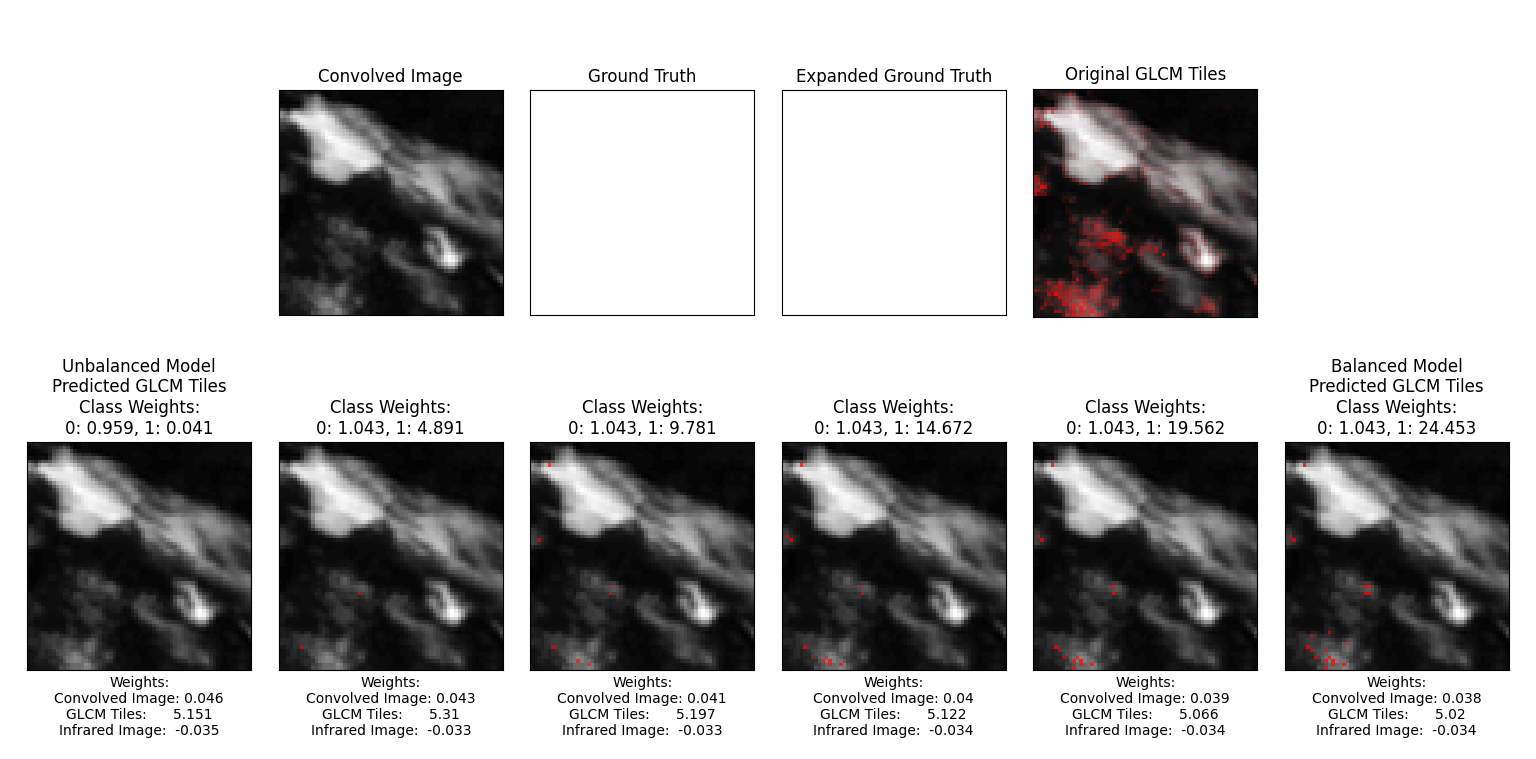 Convolved Image
Ground Truth
Expanded Ground Truth
Original GLCM Tiles
Unbalanced Model
Predicted GLCM Tiles
Class Weights:
0: 0.959, 1: 0.041
Class Weights:
0: 1.043, 1: 4.891
Class Weights:
0: 1.043, 1: 9.781
Class Weights:
0: 1.043, 1: 14.672
Class Weights:
0: 1.043, 1: 19.562
Balanced Model
Predicted GLCM Tiles
Class Weights:
0: 1.043, 1: 24.453
Weights:
Convolved Image: 0.046
GLCM Tiles: 5.151
Infrared Image: -0.035
Weights:
Convolved Image: 0.043
GLCM Tiles: 5.31
Infrared Image: -0.033
Weights:
Convolved Image: 0.041
GLCM Tiles: 5.197
Infrared Image: -0.033
Weights:
Convolved Image: 0.04
GLCM Tiles: 5.122
Infrared Image: -0.034
Weights:
Convolved Image: 0.039
GLCM Tiles: 5.066
Infrared Image: -0.034
Weights:
Convolved Image: 0.038
GLCM Tiles: 5.02
Infrared Image: -0.034